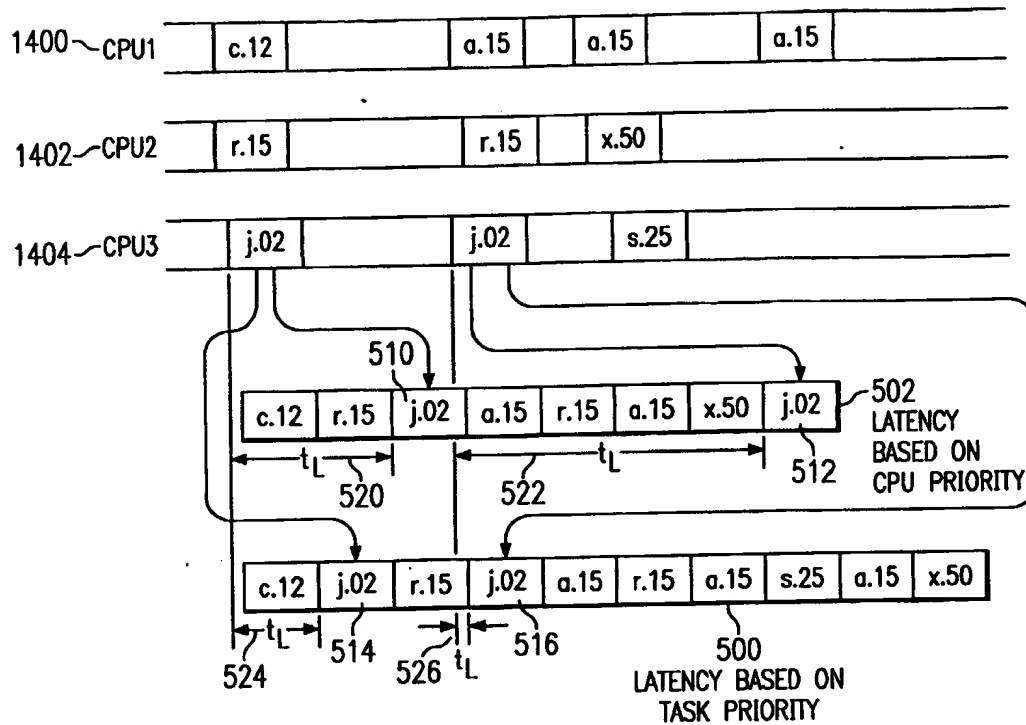 1400 CPU1 c.12 a.15 a.15 a.15
1402 CPU2 r.15 r.15 x.50
1404 CPU3 j.02 j.02 s.25
510
c.12 r.15 j.02 a.15 r.15 a.15 x.50 j.02
502
LATENCY
BASED ON
CPU PRIORITY
tL tL
520 522 512
c.12 j.02 r.15 j.02 a.15 r.15 a.15 s.25 a.15 x.50
tL tL
524 514 526 516 500
LATENCY BASED ON
TASK PRIORITY